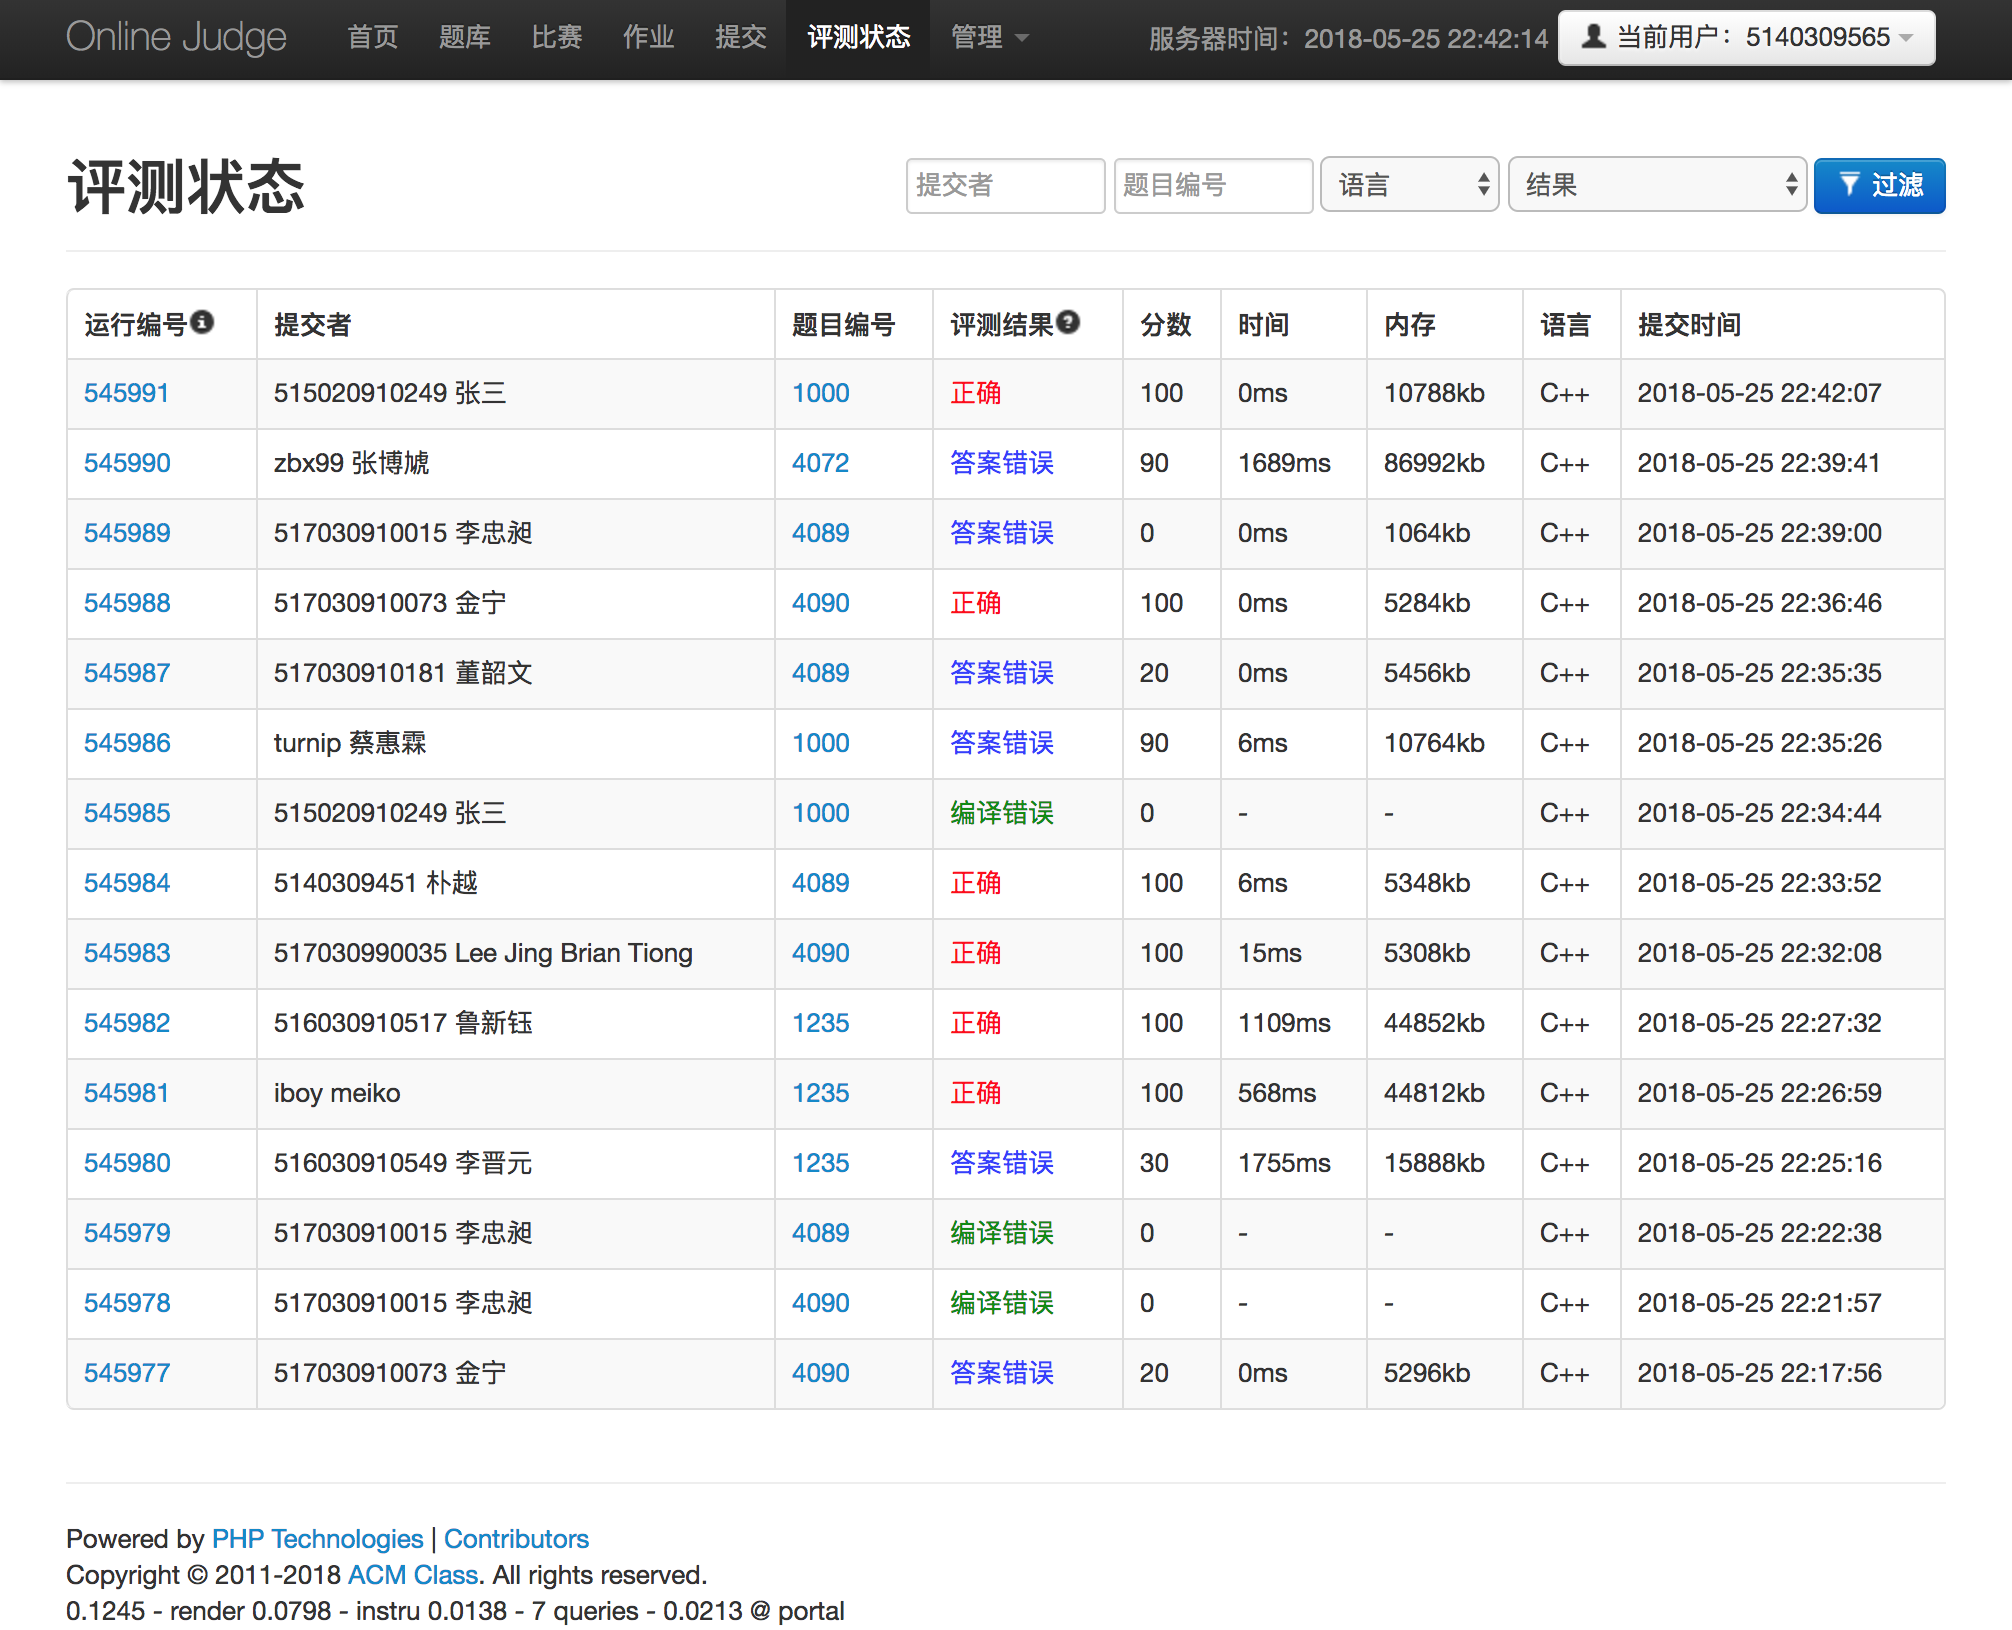 Online Judge 首页 题库 比赛 作业 提交 评测状态 管理 服务器时间：2018-05-25 22:42:14 当前用户：5140309565
评测状态 提交者 题目编号 语言 结果 过滤
运行编号 提交者 题目编号 评测结果 分数 时间 内存 语言 提交时间
545991 515020910249 张三 1000 正确 100 0ms 10788kb C++ 2018-05-25 22:42:07
545990 zbx99 张博虓 4072 答案错误 90 1689ms 86992kb C++ 2018-05-25 22:39:41
545989 517030910015 李忠昶 4089 答案错误 0 0ms 1064kb C++ 2018-05-25 22:39:00
545988 517030910073 金宁 4090 正确 100 0ms 5284kb C++ 2018-05-25 22:36:46
545987 517030910181 董韶文 4089 答案错误 20 0ms 5456kb C++ 2018-05-25 22:35:35
545986 turnip 蔡惠霖 1000 答案错误 90 6ms 10764kb C++ 2018-05-25 22:35:26
545985 515020910249 张三 1000 编译错误 0 - - C++ 2018-05-25 22:34:44
545984 5140309451 朴越 4089 正确 100 6ms 5348kb C++ 2018-05-25 22:33:52
545983 517030990035 Lee Jing Brian Tiong 4090 正确 100 15ms 5308kb C++ 2018-05-25 22:32:08
545982 516030910517 鲁新钰 1235 正确 100 1109ms 44852kb C++ 2018-05-25 22:27:32
545981 iboy meiko 1235 正确 100 568ms 44812kb C++ 2018-05-25 22:26:59
545980 516030910549 李晋元 1235 答案错误 30 1755ms 15888kb C++ 2018-05-25 22:25:16
545979 517030910015 李忠昶 4089 编译错误 0 - - C++ 2018-05-25 22:22:38
545978 517030910015 李忠昶 4090 编译错误 0 - - C++ 2018-05-25 22:21:57
545977 517030910073 金宁 4090 答案错误 20 0ms 5296kb C++ 2018-05-25 22:17:56
Powered by PHP Technologies | Contributors
Copyright © 2011-2018 ACM Class. All rights reserved.
0.1245 - render 0.0798 - instru 0.0138 - 7 queries - 0.0213 @ portal